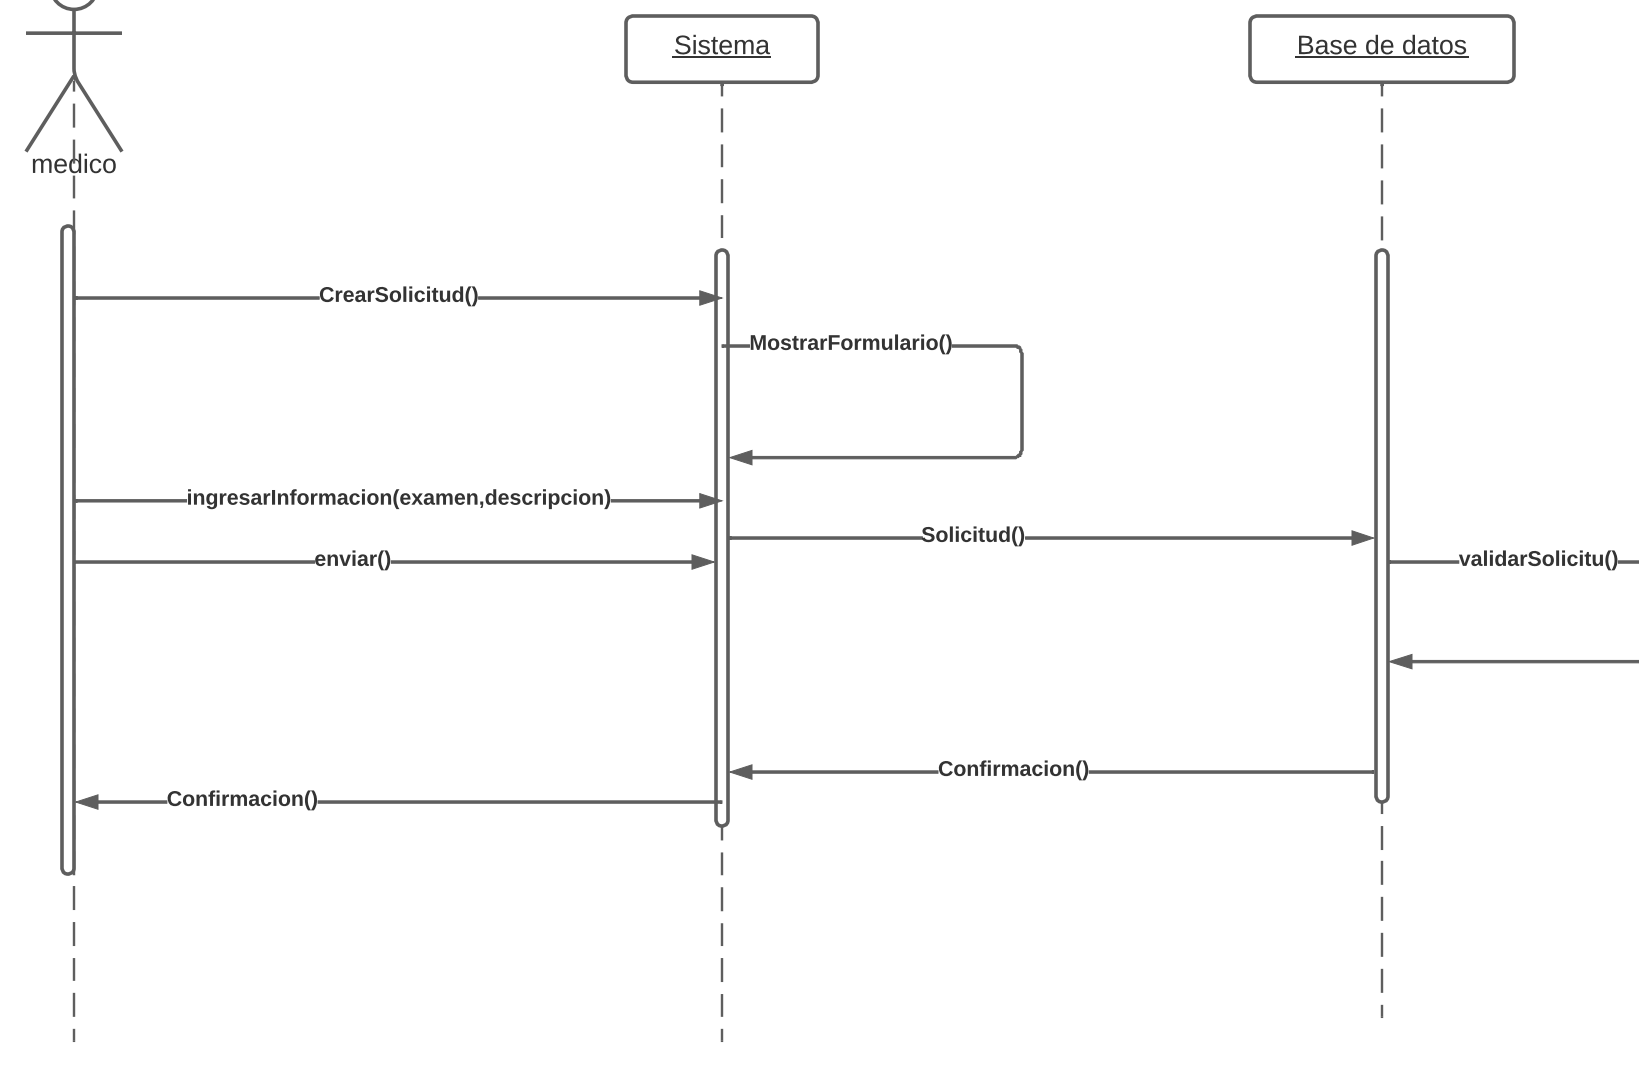 Sistema
Base de datos
medico
CrearSolicitud()
MostrarFormulario()
ingresarInformacion(examen,descripcion)
Solicitud()
enviar()
validarSolicitu()
Confirmacion()
Confirmacion()